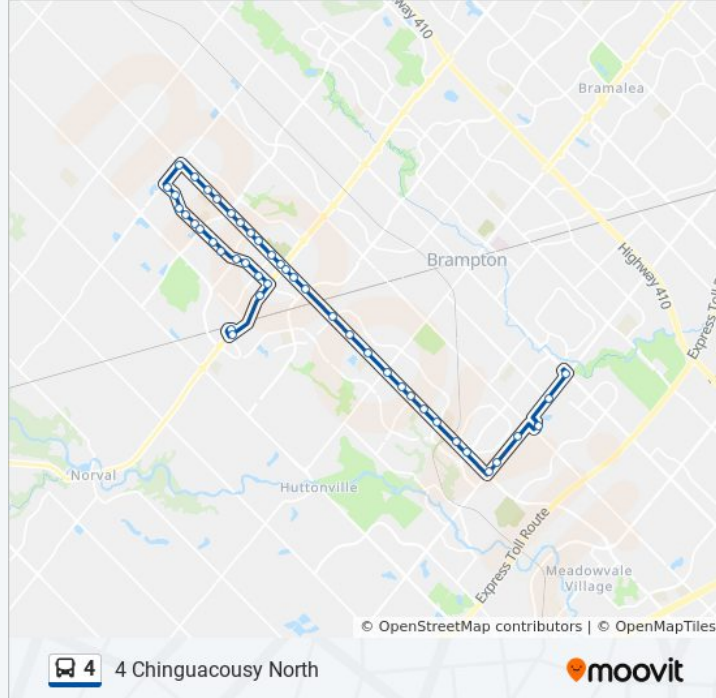 way 410
Bramalea
Brampton
Highway 410
Express Toll R
Norval
Huttonville
Express Toll Route
Meadowvale
Village
© OpenStreetMap contributors | © OpenMapTiles
4 4 Chinguacousy North
moovit